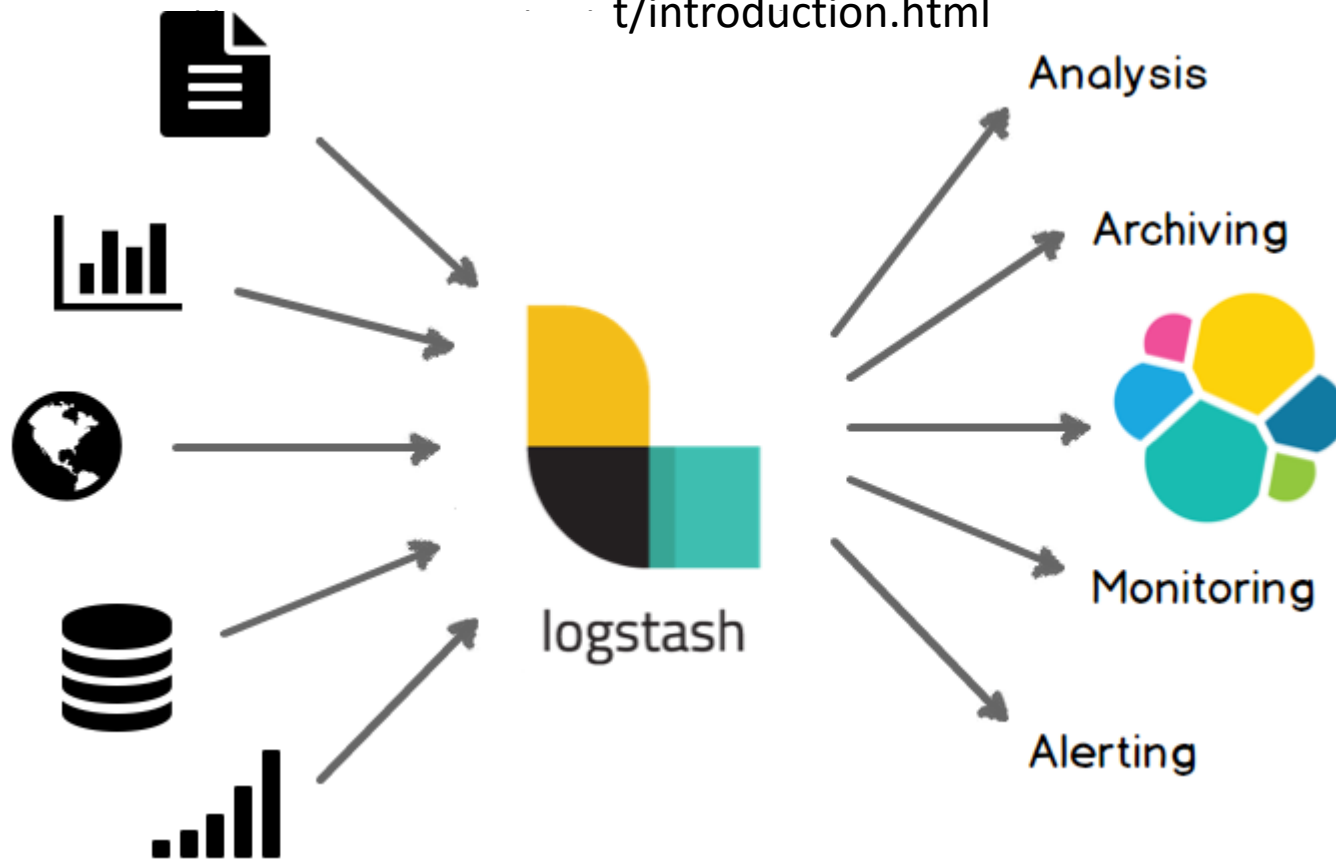 t/introduction.html
Analysis
Archiving
logstash
Monitoring
Alerting